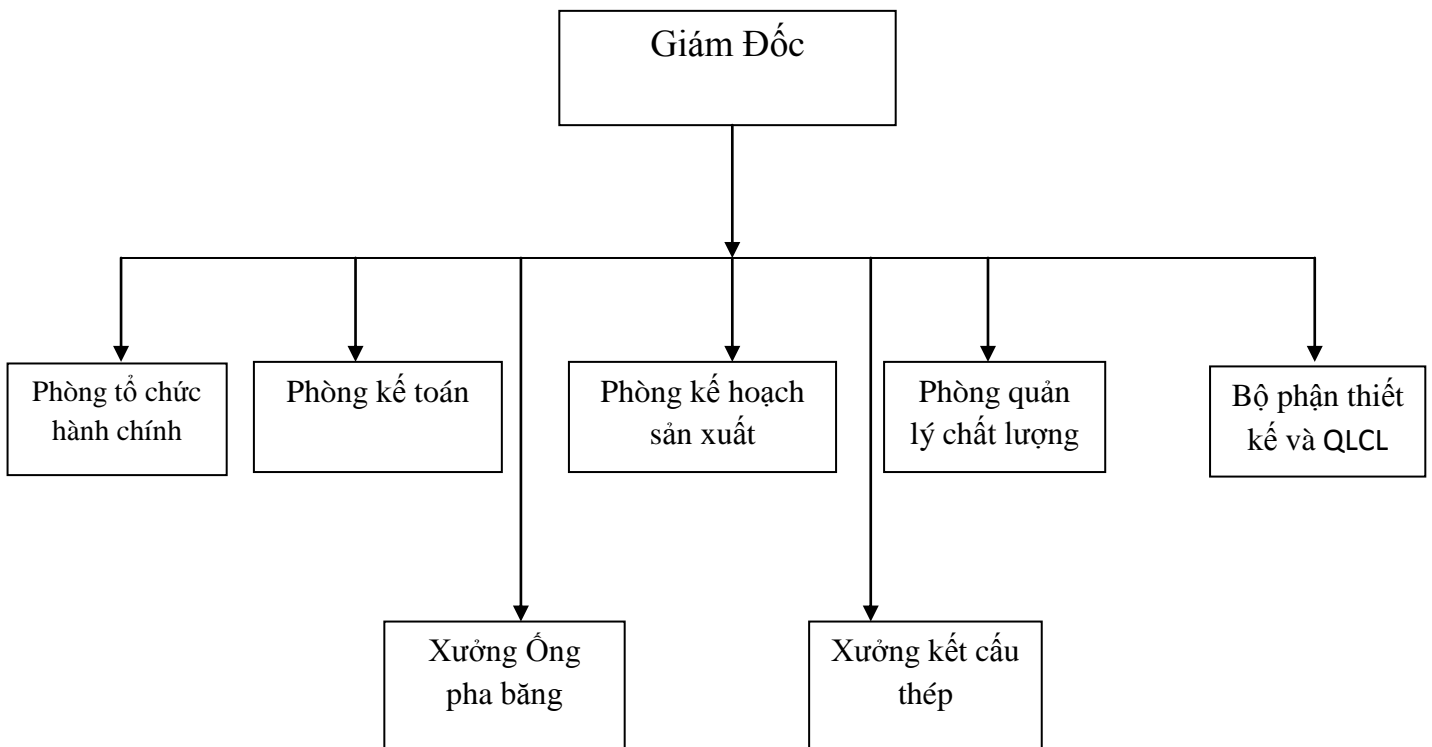 Giám Đốc
Phòng tổ chức
hành chính
Phòng kế toán
Phòng kế hoạch
sản xuất
Phòng quản
lý chất lượng
Bộ phận thiết
kế và QLCL
Xưởng Ống
pha băng
Xưởng kết cấu
thép